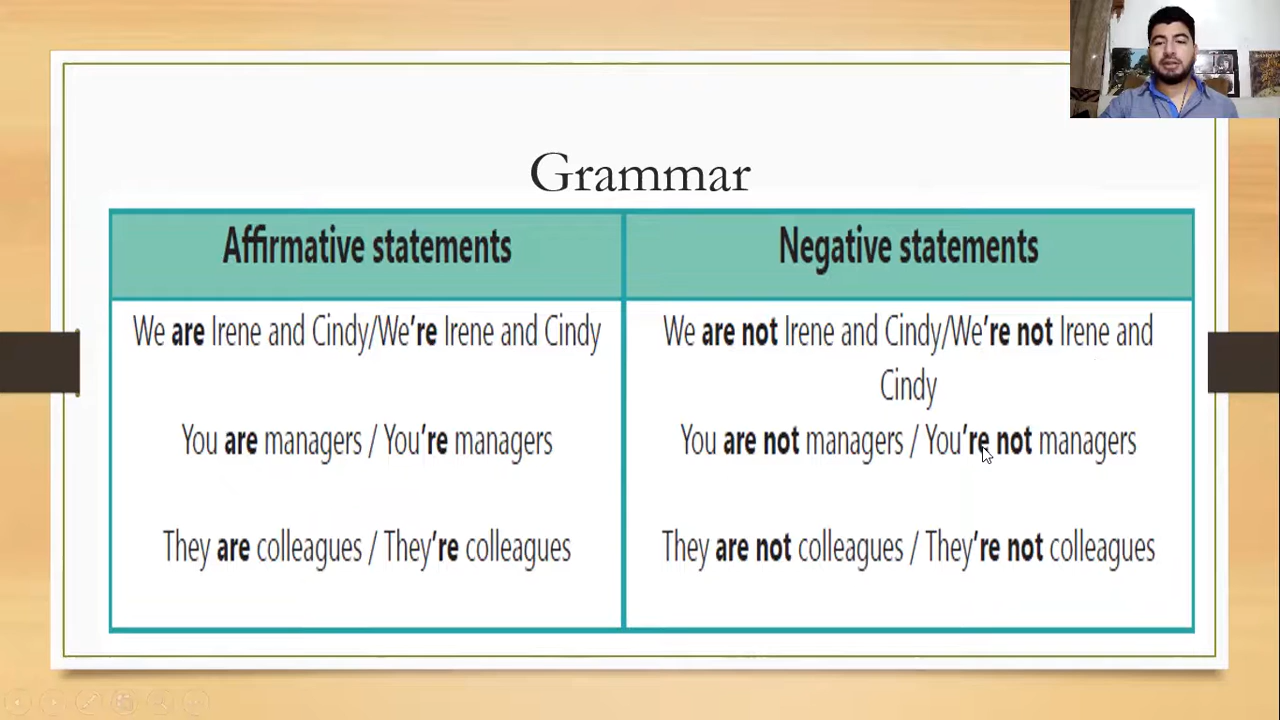 Grammar
Affirmative statements
Negative statements
We are Irene and Cindy/We're Irene and Cindy
We are not Irene and Cindy/We're not Irene and
Cindy
You are managers / You're managers
You are not managers / You're not managers
They are colleagues / They're colleagues
They are not colleagues / They're not colleagues